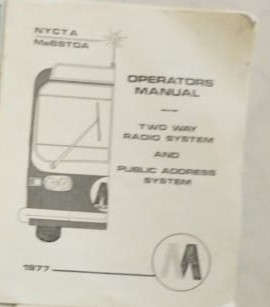 NYCTA
MaBSTOA
OPERATORS
MANUAL
TWO WAY
RADIO SYSTEM
AND
PUBLIC ADDRESS
SYSTEM
M
1977
M